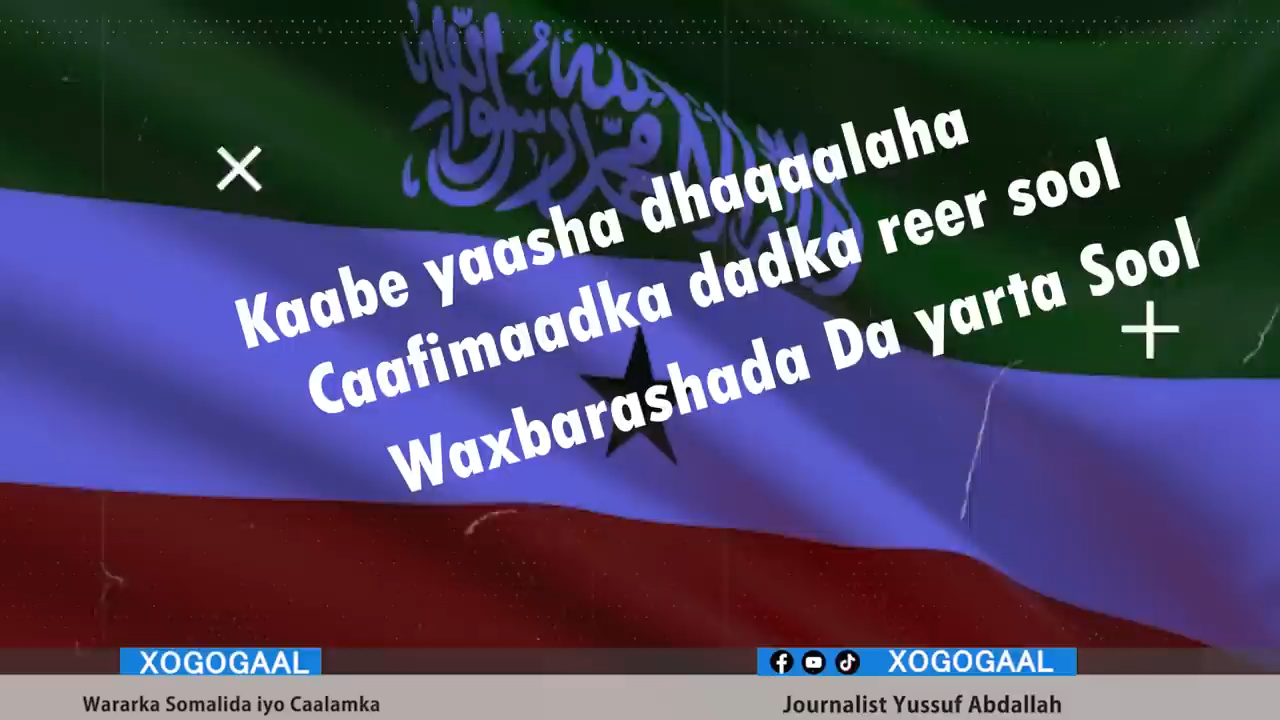 لا إله إلا الله محمد رسول الله
Kaabe yaasha dhaqaalaha
Caafimaadka dadka reer sool
Waxbarashada Da yarta Sool
XOGOGAAL
XOGOGAAL
Wararka Somalida iyo Caalamka
Journalist Yussuf Abdallah